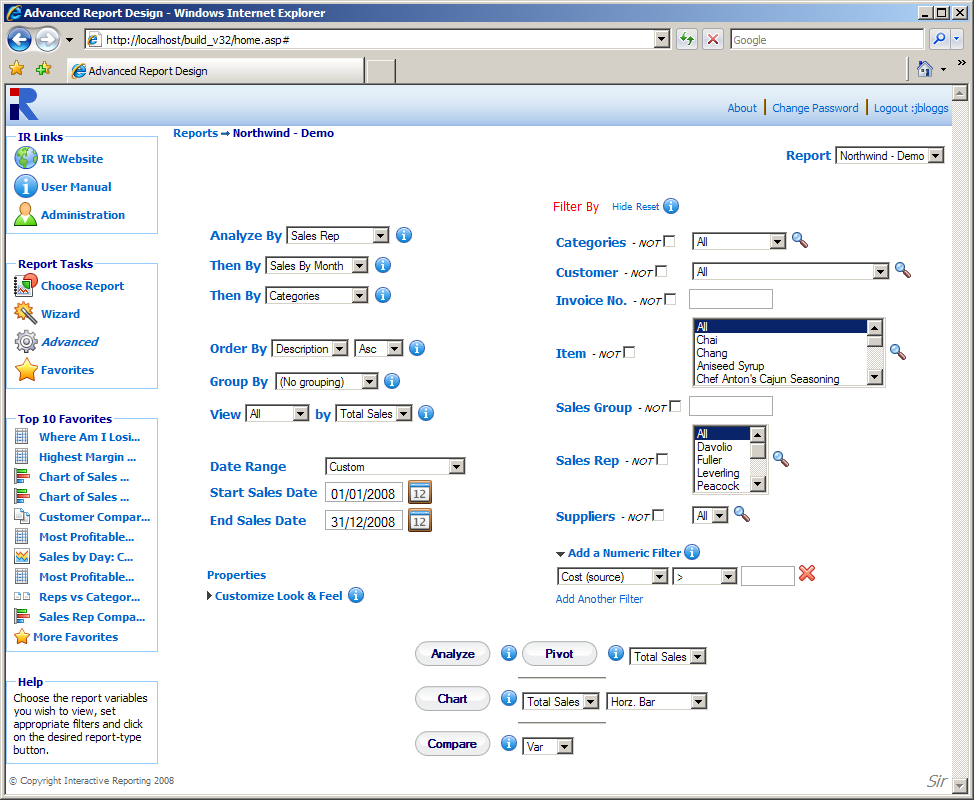 Advanced Report Design - Windows Internet Explorer
http://localhost/build_v32/home.asp#
Google
Advanced Report Design
R
About
Change Password
Logout :jbloggs
IR Links
IR Website
User Manual
Administration
Report Tasks
Choose Report
Wizard
Advanced
Favorites
Top 10 Favorites
Where Am I Losi...
Highest Margin ...
Chart of Sales ...
Chart of Sales ...
Customer Compar...
Most Profitable...
Sales by Day: C...
Most Profitable...
Reps vs Categor...
Sales Rep Compa...
More Favorites
Help
Choose the report variables
you wish to view, set
appropriate filters and click
on the desired report-type
button.
© Copyright Interactive Reporting 2008
Reports ➞ Northwind - Demo
Report Northwind - Demo
Analyze By Sales Rep
Then By Sales By Month
Then By Categories
Order By Description Asc
Group By (No grouping)
View All by Total Sales
Date Range Custom
Start Sales Date 01/01/2008 12
End Sales Date 31/12/2008 12
Properties
Customize Look & Feel
Filter By Hide Reset
Categories - NOT All
Customer - NOT All
Invoice No. - NOT
Item - NOT
All
Chai
Chang
Aniseed Syrup
Chef Anton's Cajun Seasoning
Sales Group - NOT
Sales Rep - NOT
All
Davolio
Fuller
Leverling
Peacock
Suppliers - NOT All
Add a Numeric Filter
Cost (source) >
Add Another Filter
Analyze Pivot Total Sales
Chart Total Sales Horz. Bar
Compare Var
Sir